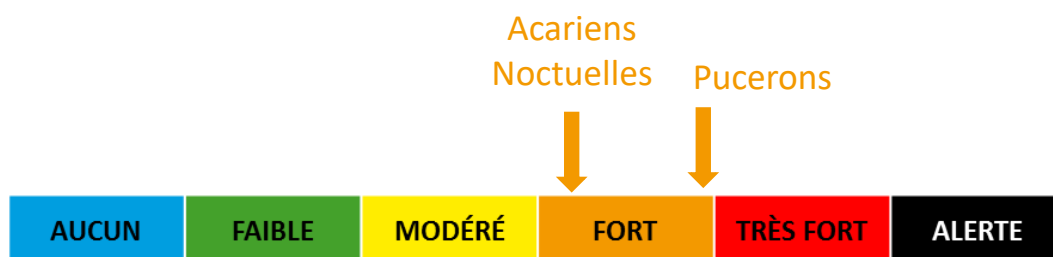 Acariens
Noctuelles
Pucerons
AUCUN FAIBLE MODÉRÉ FORT TRÈS FORT ALERTE